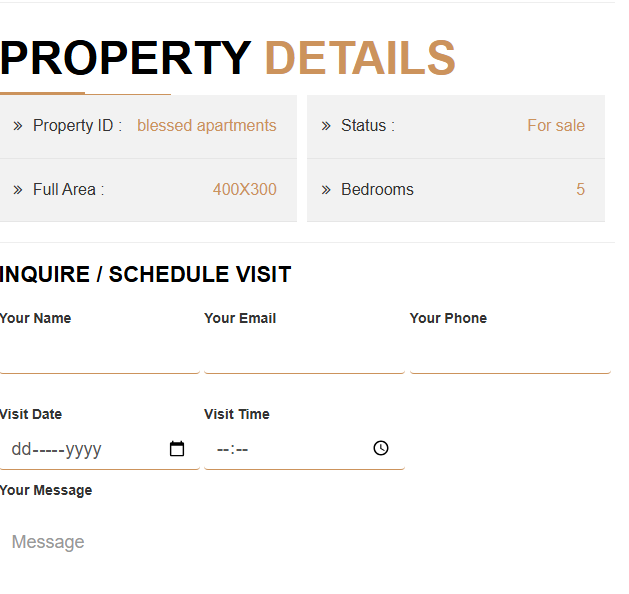 PROPERTY DETAILS
» Property ID : blessed apartments
» Status : For sale
» Full Area : 400X300
» Bedrooms 5
INQUIRE / SCHEDULE VISIT
Your Name Your Email Your Phone
Visit Date Visit Time
dd-----yyyy --:--
Your Message
Message